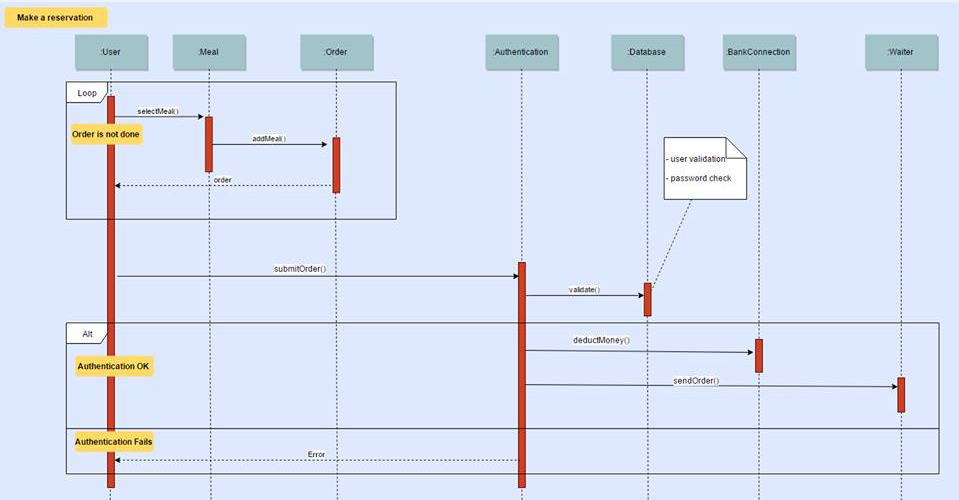 Make a reservation
:User
:Meal
:Order
:Authentication
:Database
:BankConnection
:Waiter
Loop
selectMeal()
Order is not done
addMeal()
order
- user validation
- password check
submitOrder()
validate()
Alt
deductMoney()
Authentication OK
sendOrder()
Authentication Fails
Error